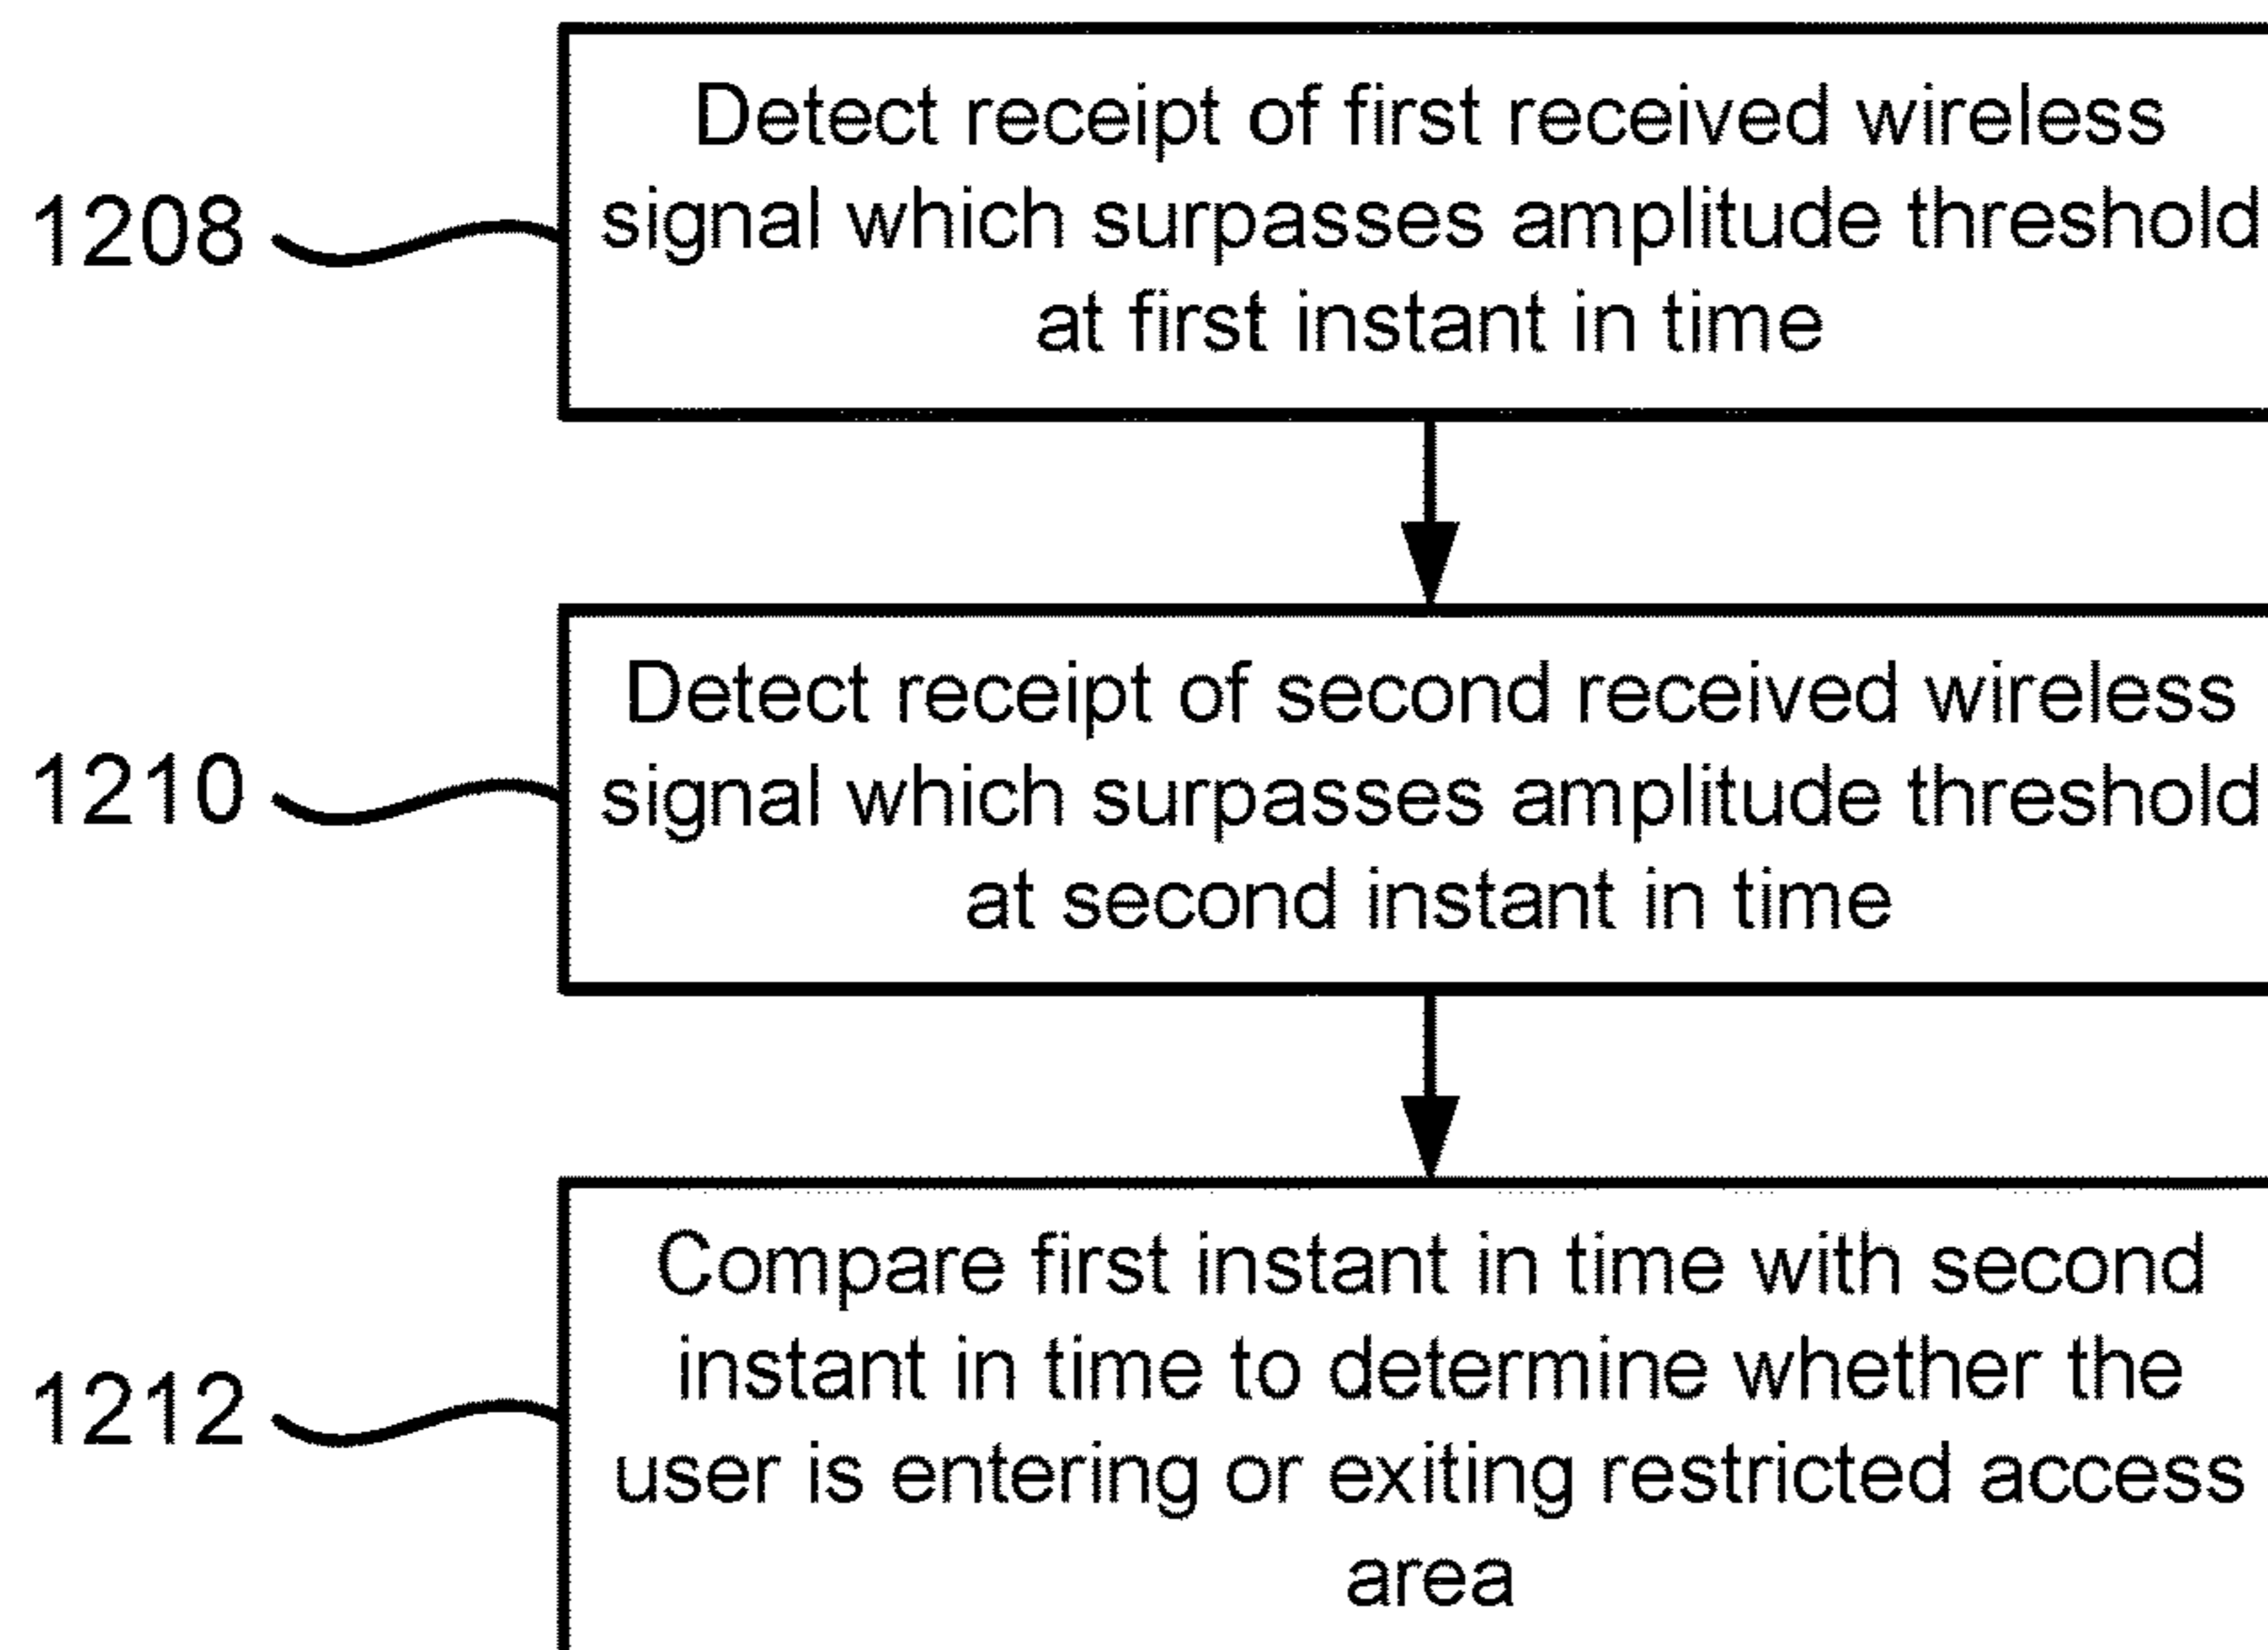 Detect receipt of first received wireless
signal which surpasses amplitude threshold
at first instant in time
1208
Detect receipt of second received wireless
signal which surpasses amplitude threshold
at second instant in time
1210
Compare first instant in time with second
instant in time to determine whether the
user is entering or exiting restricted access
area
1212